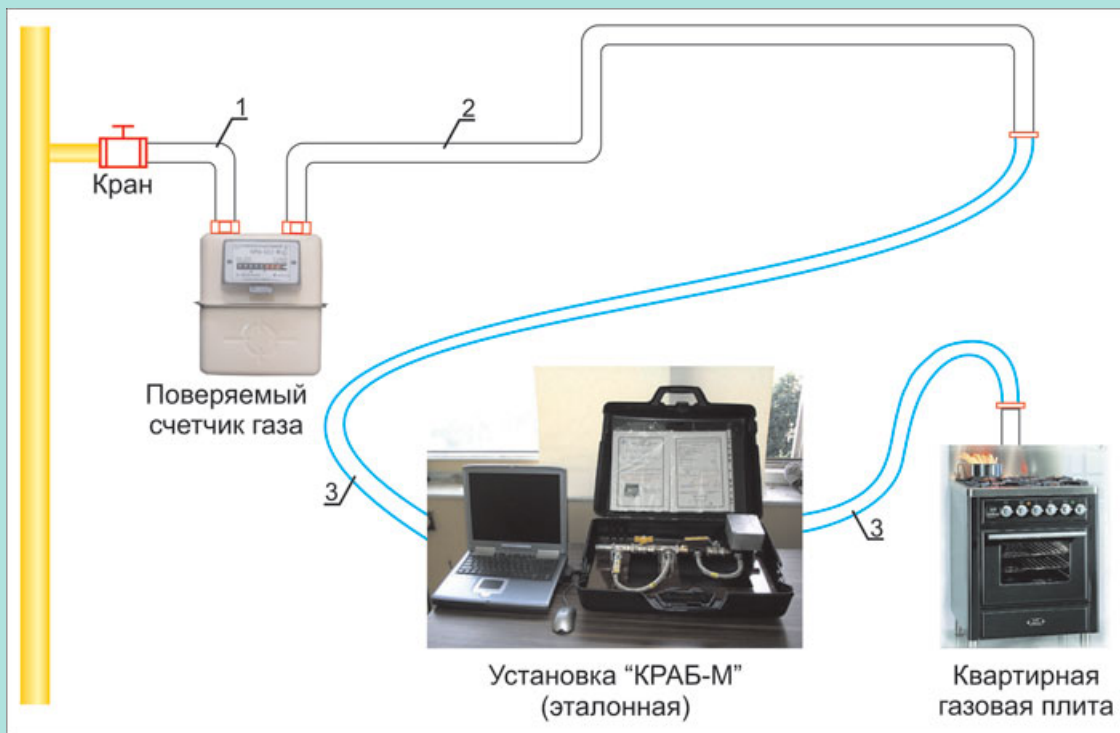 1
2
Кран
Поверяемый
счетчик газа
3
3
Установка “КРАБ-М”
(эталонная)
Квартирная
газовая плита